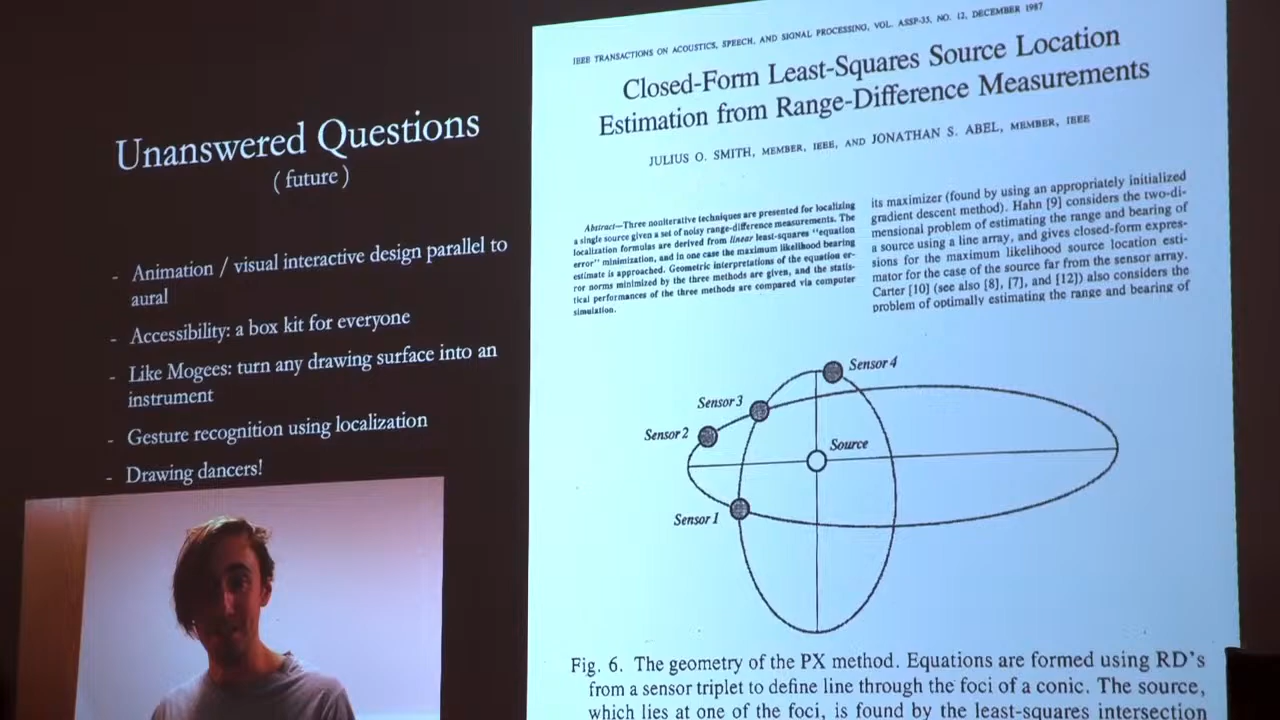 Unanswered Questions
( future )
- Animation / visual interactive design parallel to
aural
- Accessibility: a box kit for everyone
- Like Mogees: turn any drawing surface into an
instrument
- Gesture recognition using localization
- Drawing dancers!
IEEE TRANSACTIONS ON ACOUSTICS, SPEECH, AND SIGNAL PROCESSING, VOL. ASSP-35, NO. 12, DECEMBER 1987
Closed-Form Least-Squares Source Location
Estimation from Range-Difference Measurements
JULIUS O. SMITH, MEMBER, IEEE, AND JONATHAN S. ABEL, MEMBER, IEEE
Abstract—Three noniterative techniques are presented for localizing
a single source given a set of noisy range-difference measurements. The
localization formulas are derived from linear least-squares "equation
error" minimization, and in one case the maximum likelihood bearing
estimate is approached. Geometric interpretations of the equation er-
ror norms minimized by the three methods are given, and the statis-
tical performances of the three methods are compared via computer
simulation.
its maximizer (found by using an appropriately initialized
gradient descent method). Hahn [9] considers the two-di-
mensional problem of estimating the range and bearing of
a source using a line array, and gives closed-form expres-
sions for the maximum likelihood source location esti-
mator for the case of the source far from the sensor array.
Carter [10] (see also [8], [7], and [12]) also considers the
problem of optimally estimating the range and bearing of
Sensor 4
Sensor 3
Sensor 2
Source
Sensor 1
Fig. 6. The geometry of the PX method. Equations are formed using RD's
from a sensor triplet to define line through the foci of a conic. The source,
which lies at one of the foci, is found by the least-squares intersection